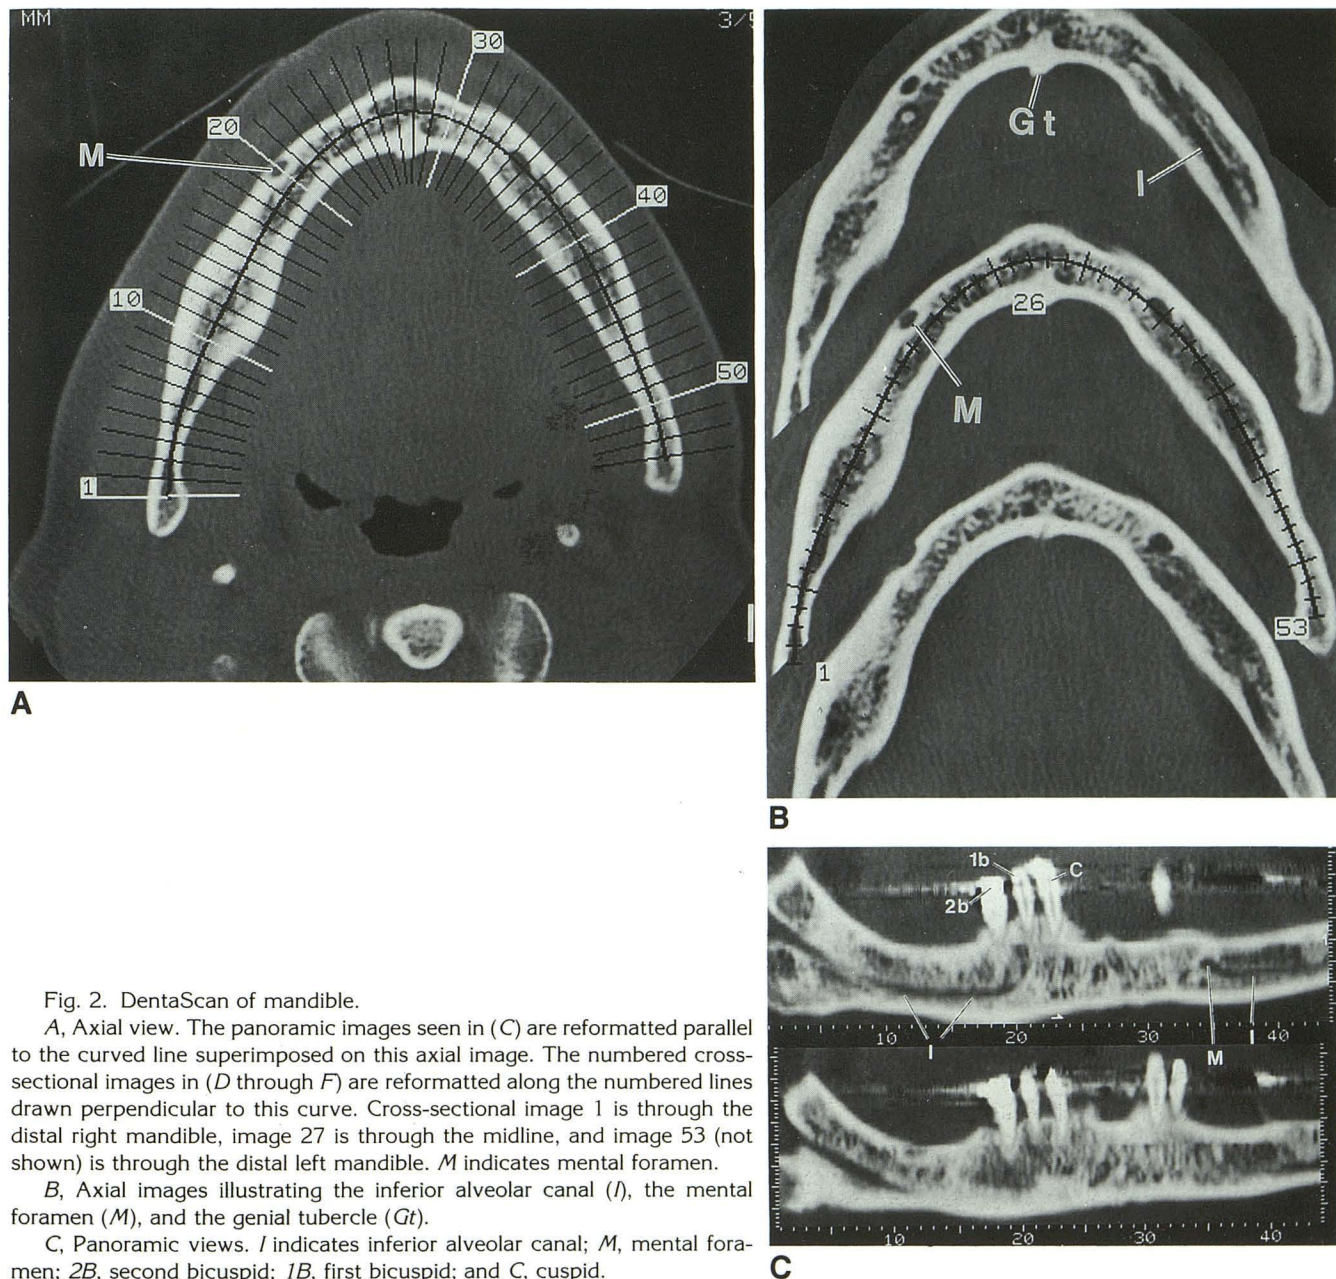 MM
3/5
30
20
M
40
10
50
1
A
Gt
I
26
M
53
1
B
1b
C
2b
10
I
20
30
M
I
40
10
20
30
40
C
Fig. 2. DentaScan of mandible.
A, Axial view. The panoramic images seen in (C) are reformatted parallel
to the curved line superimposed on this axial image. The numbered cross-
sectional images in (D through F) are reformatted along the numbered lines
drawn perpendicular to this curve. Cross-sectional image 1 is through the
distal right mandible, image 27 is through the midline, and image 53 (not
shown) is through the distal left mandible. M indicates mental foramen.
B, Axial images illustrating the inferior alveolar canal (I), the mental
foramen (M), and the genial tubercle (Gt).
C, Panoramic views. I indicates inferior alveolar canal; M, mental fora-
men; 2B, second bicuspid; 1B, first bicuspid; and C, cuspid.